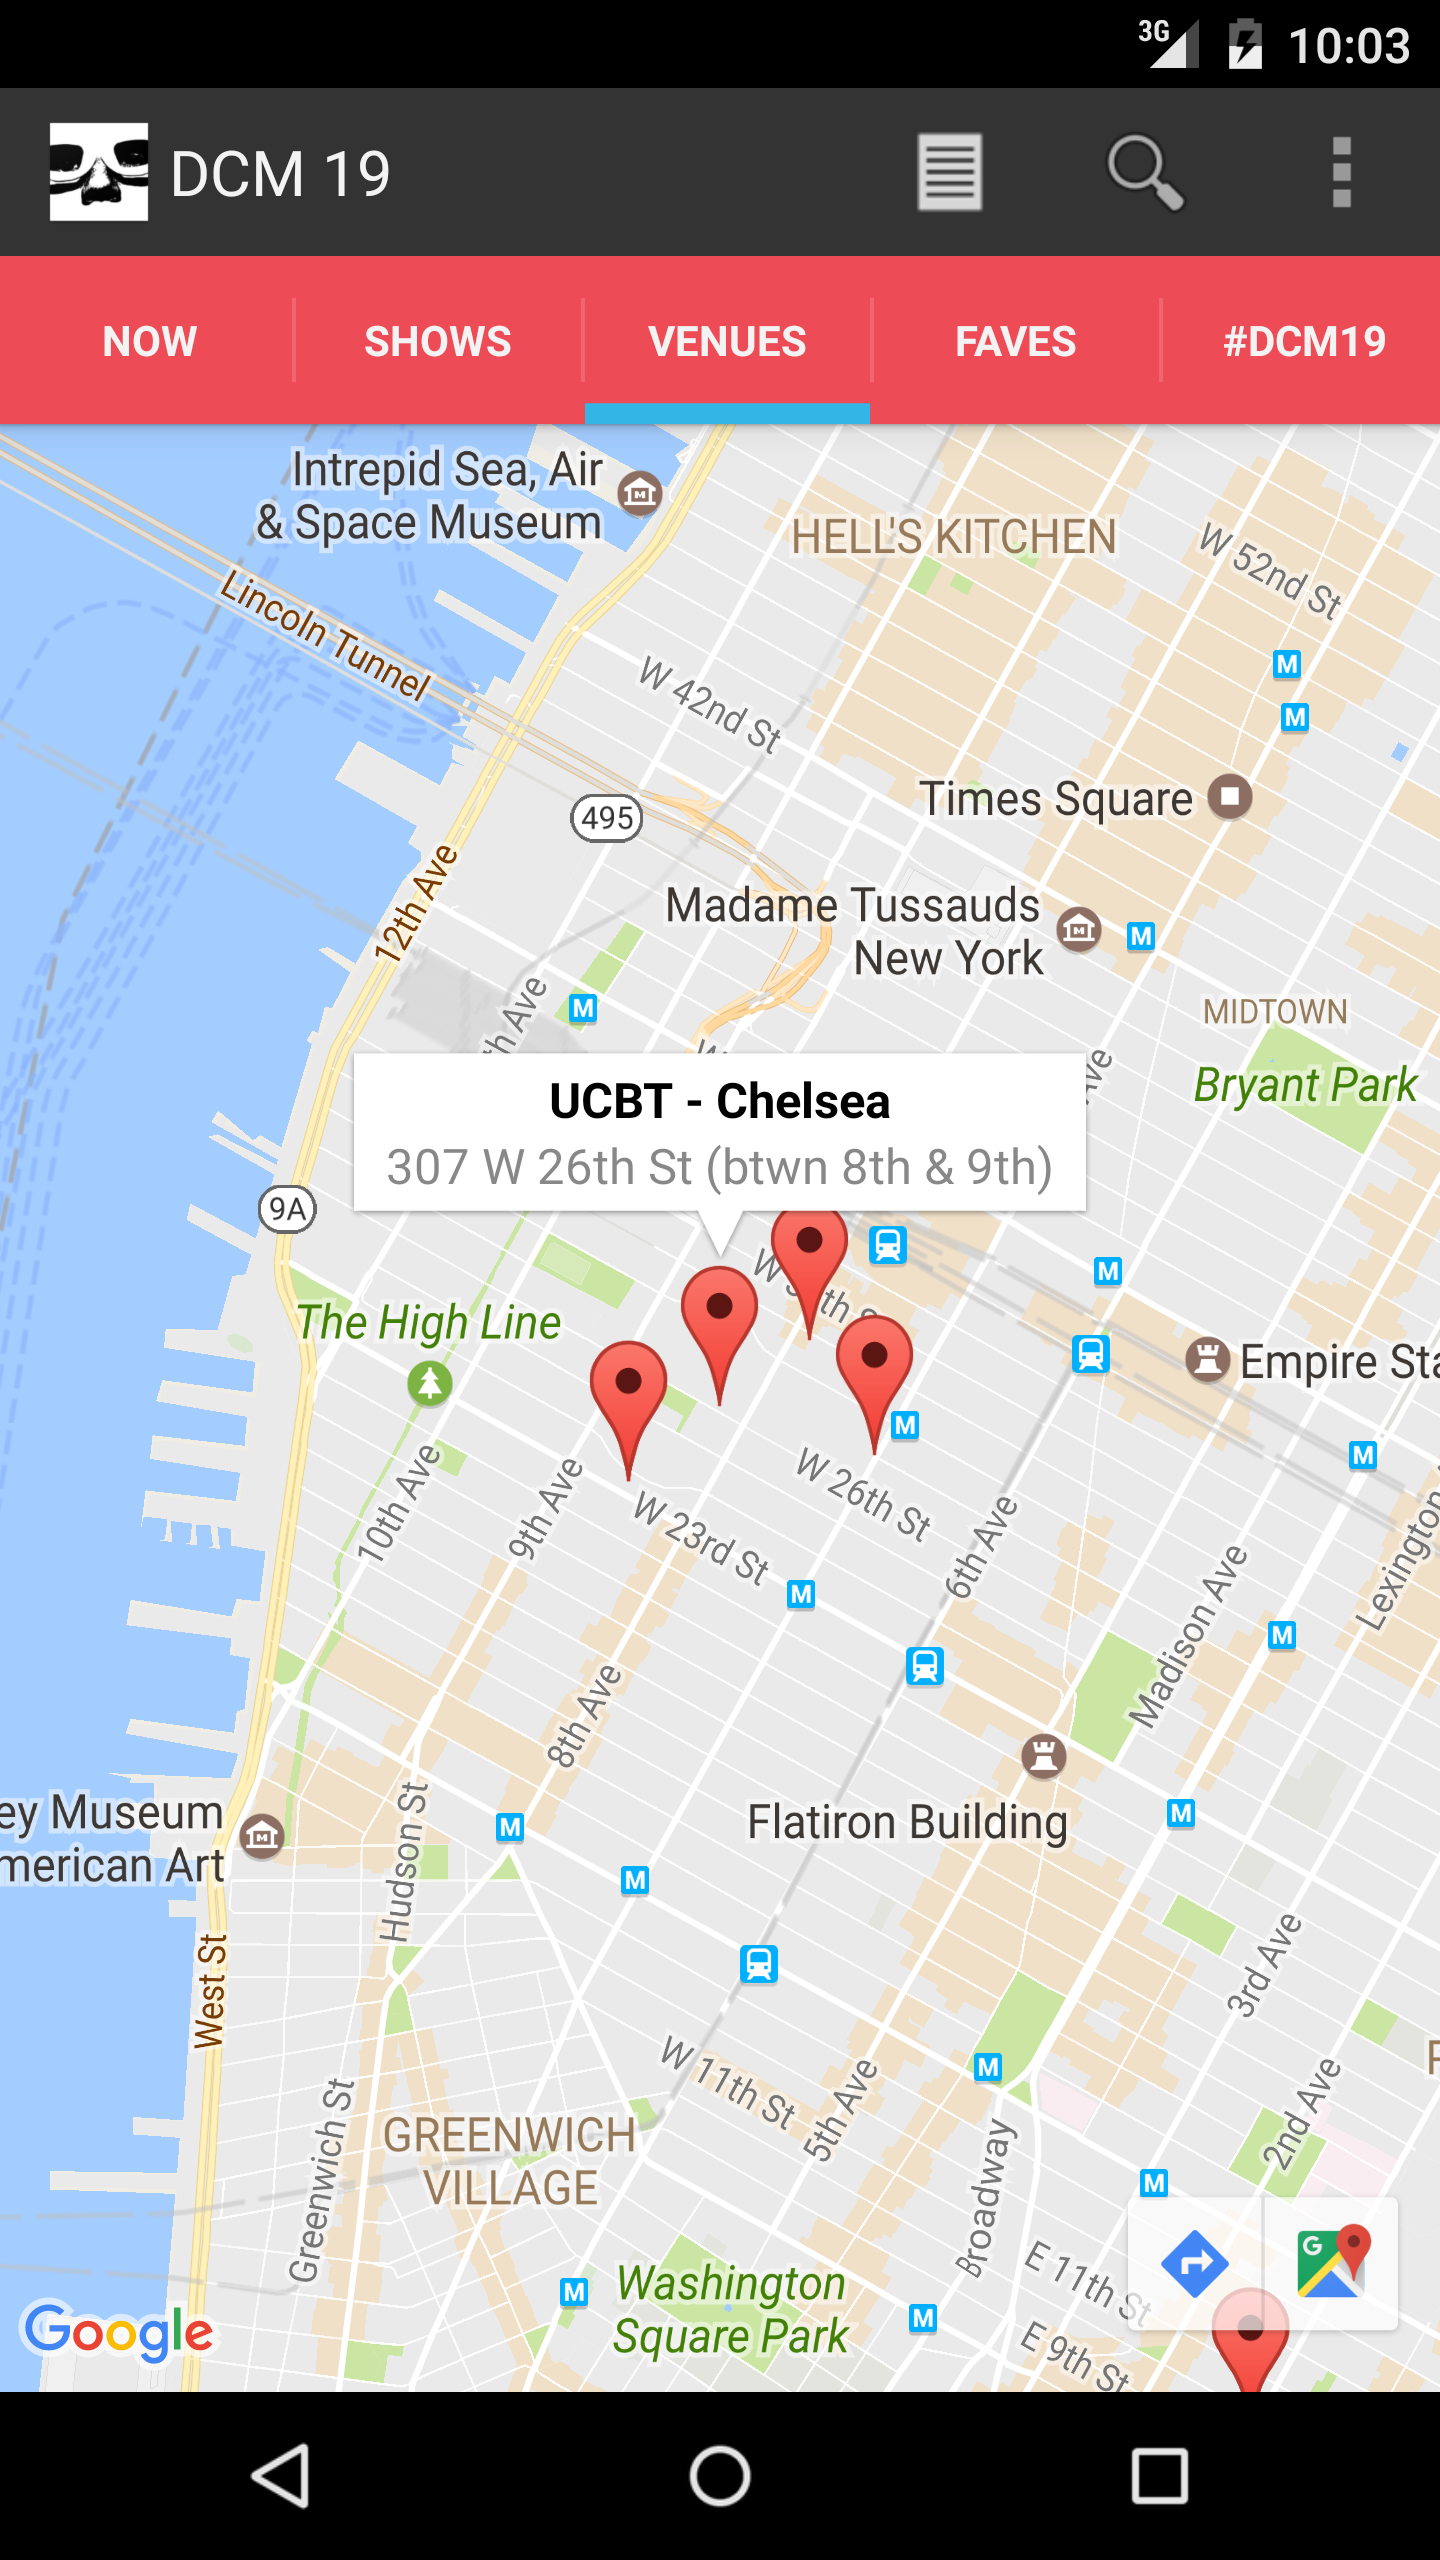 3G
10:03
DCM 19
NOW
SHOWS
VENUES
FAVES
#DCM19
Intrepid Sea, Air
& Space Museum
HELL'S KITCHEN
W 52nd St
Lincoln Tunnel
W 42nd St
Times Square
495
12th Ave
Madame Tussauds
New York
MIDTOWN
Bryant Park
th Ave
Ave
UCBT - Chelsea
307 W 26th St (btwn 8th & 9th)
9A
The High Line
Empire Sta
10th Ave
9th Ave
W 23rd St
W 26th St
6th Ave
Lexington
Madison Ave
8th Ave
Flatiron Building
ey Museum
merican Art
Hudson St
West St
3rd Ave
W 11th St
5th Ave
2nd Ave
GREENWICH
VILLAGE
Greenwich St
Broadway
E 11th St
Washington
Square Park
E 9th St
Google